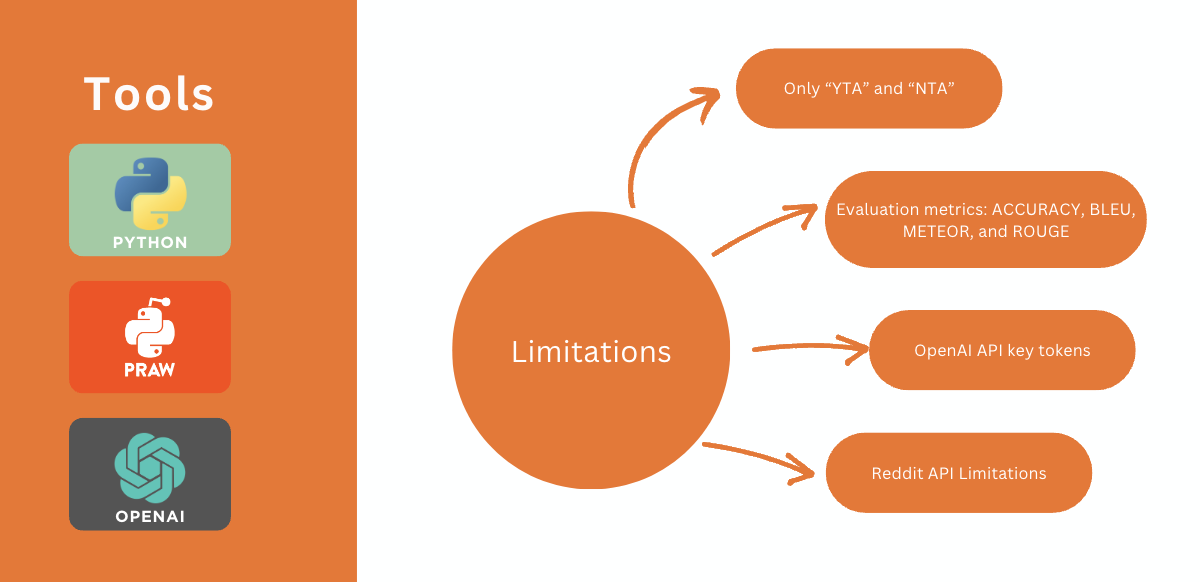 Tools
PYTHON
PRAW
OPENAI
Limitations
Only “YTA” and “NTA”
Evaluation metrics: ACCURACY, BLEU,
METEOR, and ROUGE
OpenAI API key tokens
Reddit API Limitations